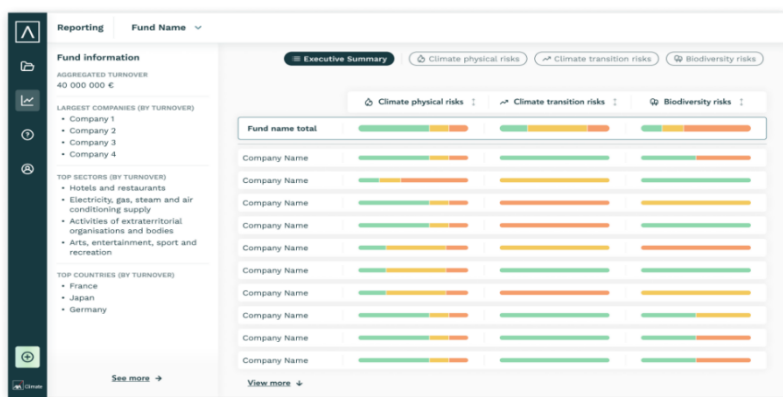 Reporting
Fund Name
Fund information
AGGREGATED TURNOVER
40 000 000 €
LARGEST COMPANIES (BY TURNOVER)
• Company 1
• Company 2
• Company 3
• Company 4
TOP SECTORS (BY TURNOVER)
• Hotels and restaurants
• Electricity, gas, steam and air
conditioning supply
• Activities of extraterritorial
organisations and bodies
• Arts, entertainment, sport and
recreation
TOP COUNTRIES (BY TURNOVER)
• France
• Japan
• Germany
See more →
AXA Climate
Executive Summary
Climate physical risks
Climate transition risks
Biodiversity risks
Climate physical risks
Climate transition risks
Biodiversity risks
Fund name total
Company Name
Company Name
Company Name
Company Name
Company Name
Company Name
Company Name
Company Name
Company Name
Company Name
View more ↓